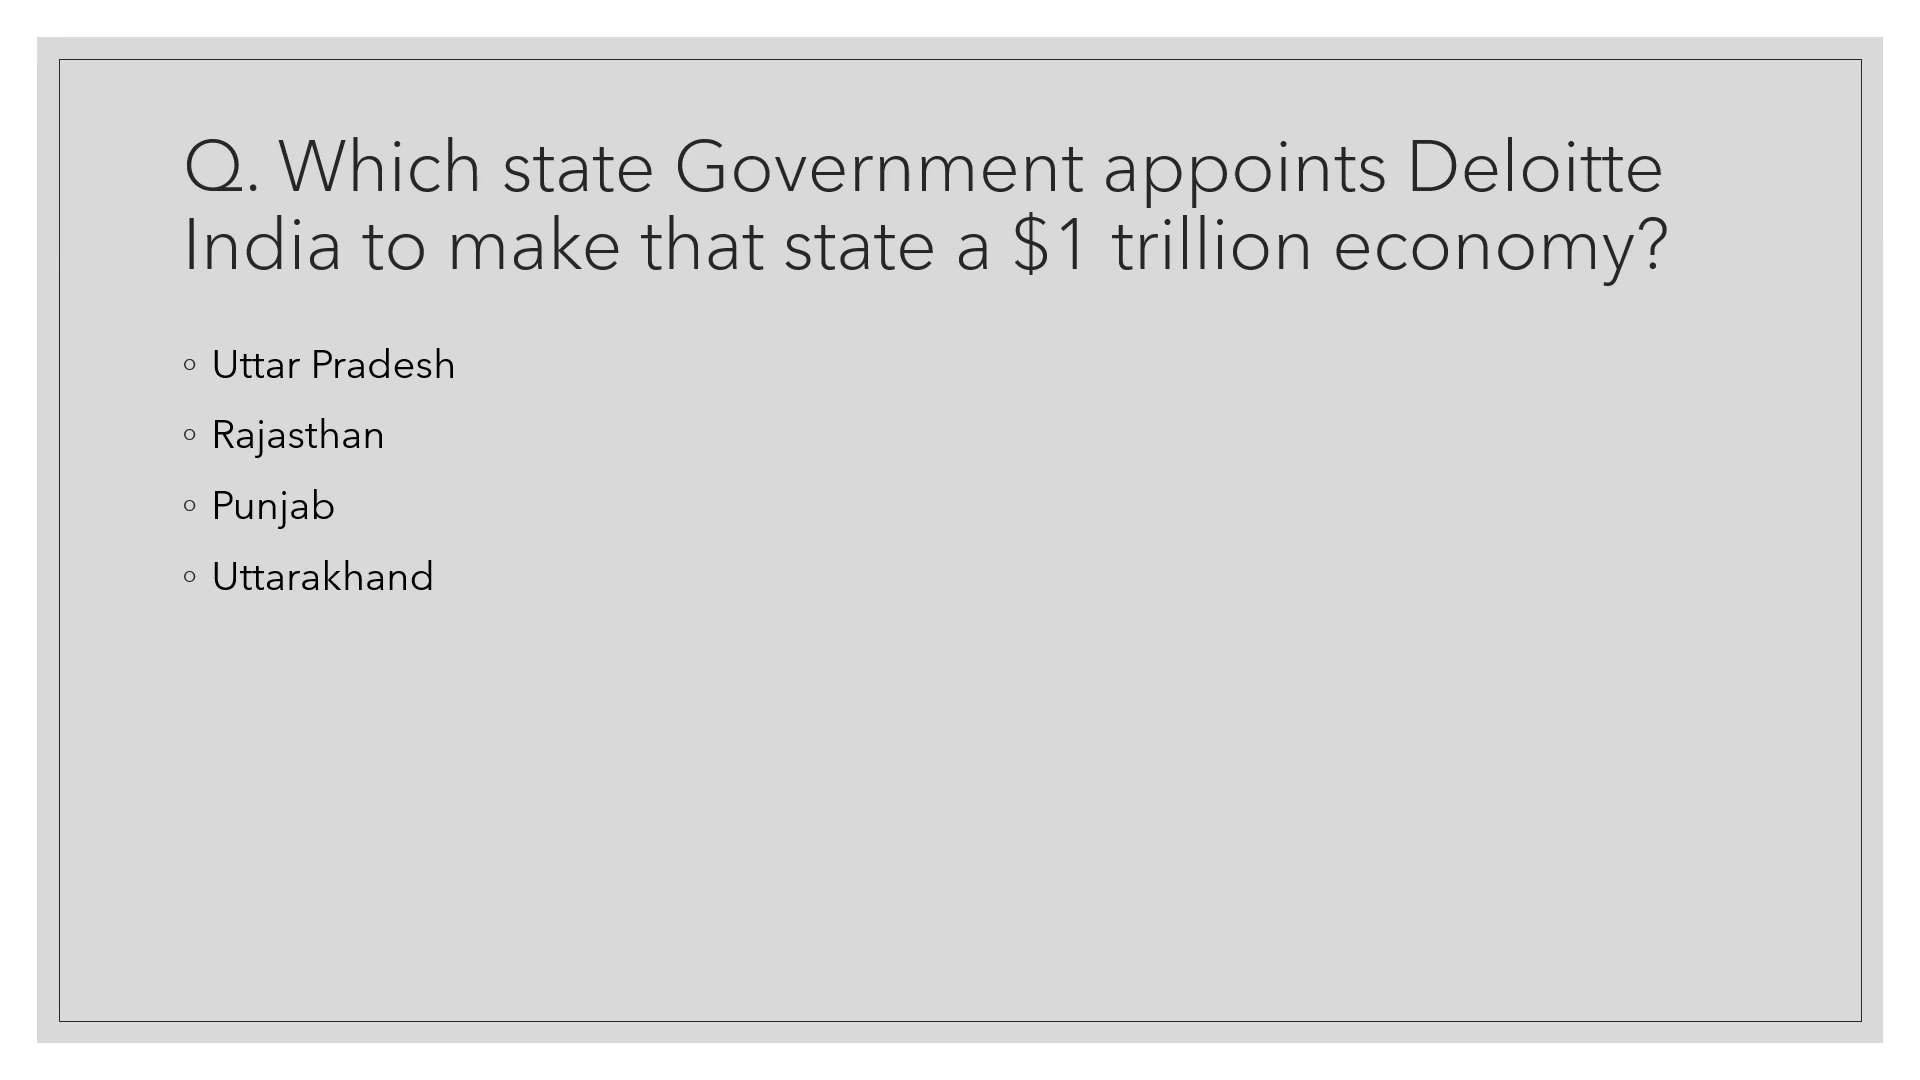 Q. Which state Government appoints Deloitte
India to make that state a $1 trillion economy?
◦ Uttar Pradesh
◦ Rajasthan
◦ Punjab
◦ Uttarakhand